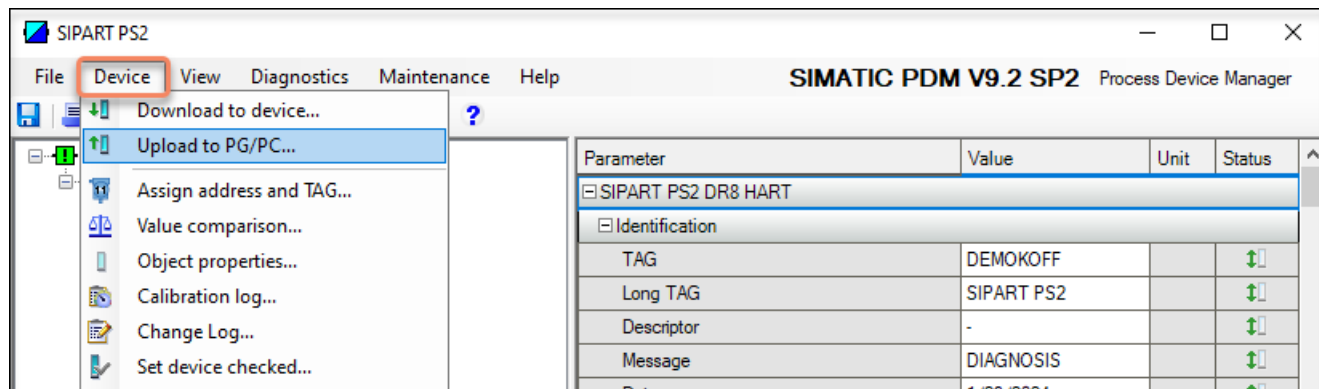 SIPART PS2
File Device View Diagnostics Maintenance Help SIMATIC PDM V9.2 SP2 Process Device Manager
Download to device...
?
Upload to PG/PC...
Assign address and TAG...
Value comparison...
Object properties...
Calibration log...
Change Log...
Set device checked...
Parameter Value Unit Status
SIPART PS2 DR8 HART
Identification
TAG DEMOKOFF
Long TAG SIPART PS2
Descriptor -
Message DIAGNOSIS